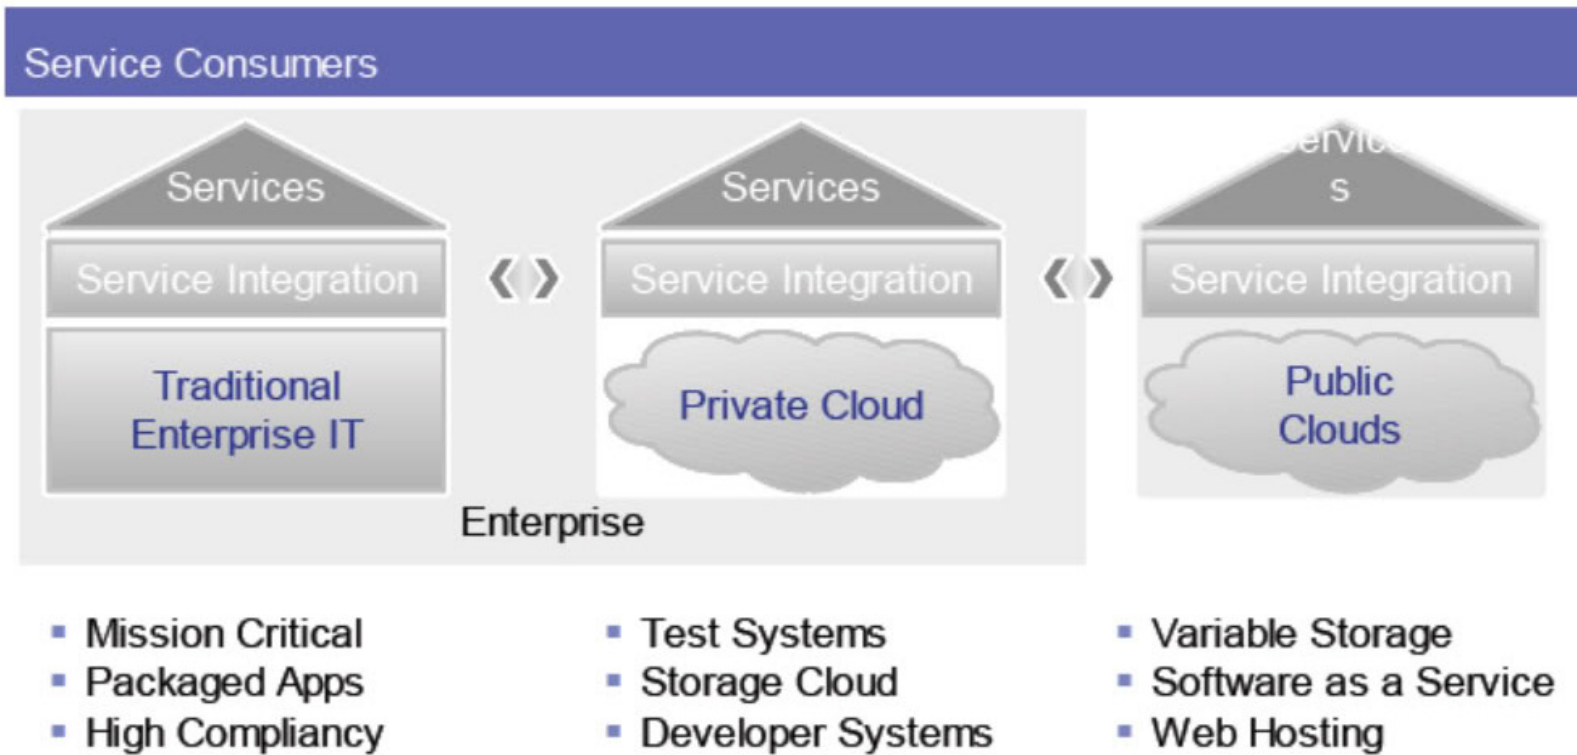 Service Consumers
Services
Service Integration
Traditional
Enterprise IT
Services
Service Integration
Private Cloud
Enterprise
Service
s
Service Integration
Public
Clouds
Mission Critical
Packaged Apps
High Compliancy
Test Systems
Storage Cloud
Developer Systems
Variable Storage
Software as a Service
Web Hosting